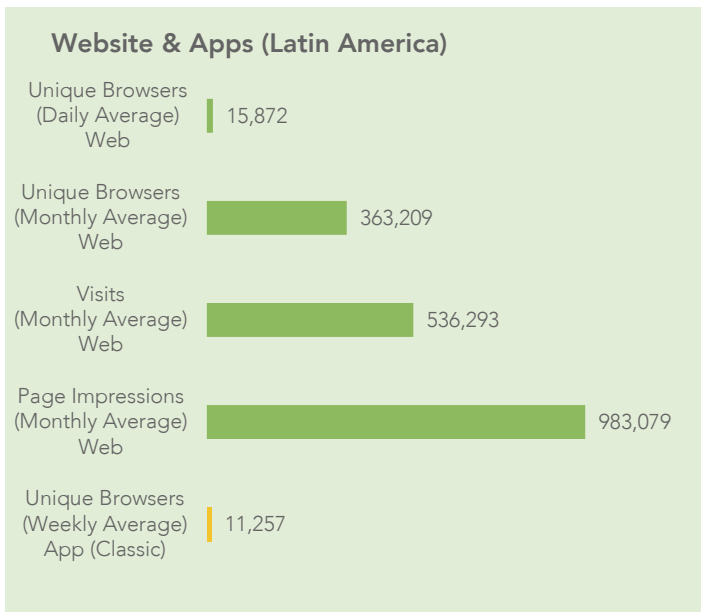 Website & Apps (Latin America)
Unique Browsers
(Daily Average)
Web
15,872
Unique Browsers
(Monthly Average)
Web
363,209
Visits
(Monthly Average)
Web
536,293
Page Impressions
(Monthly Average)
Web
983,079
Unique Browsers
(Weekly Average)
App (Classic)
11,257